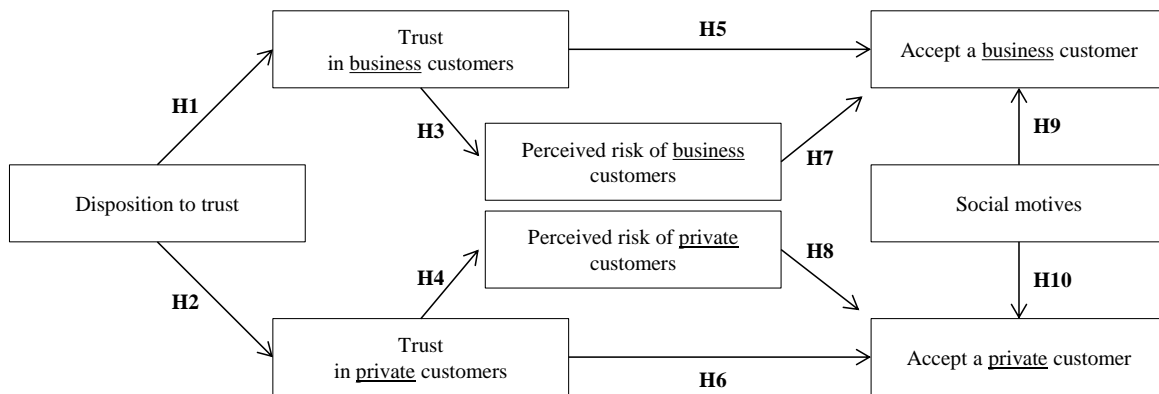 Trust
in business customers
H5
Accept a business customer
H1
H3
H9
Perceived risk of business
customers
H7
Disposition to trust
Social motives
Perceived risk of private
customers
H4
H8
H2
H10
Trust
in private customers
H6
Accept a private customer